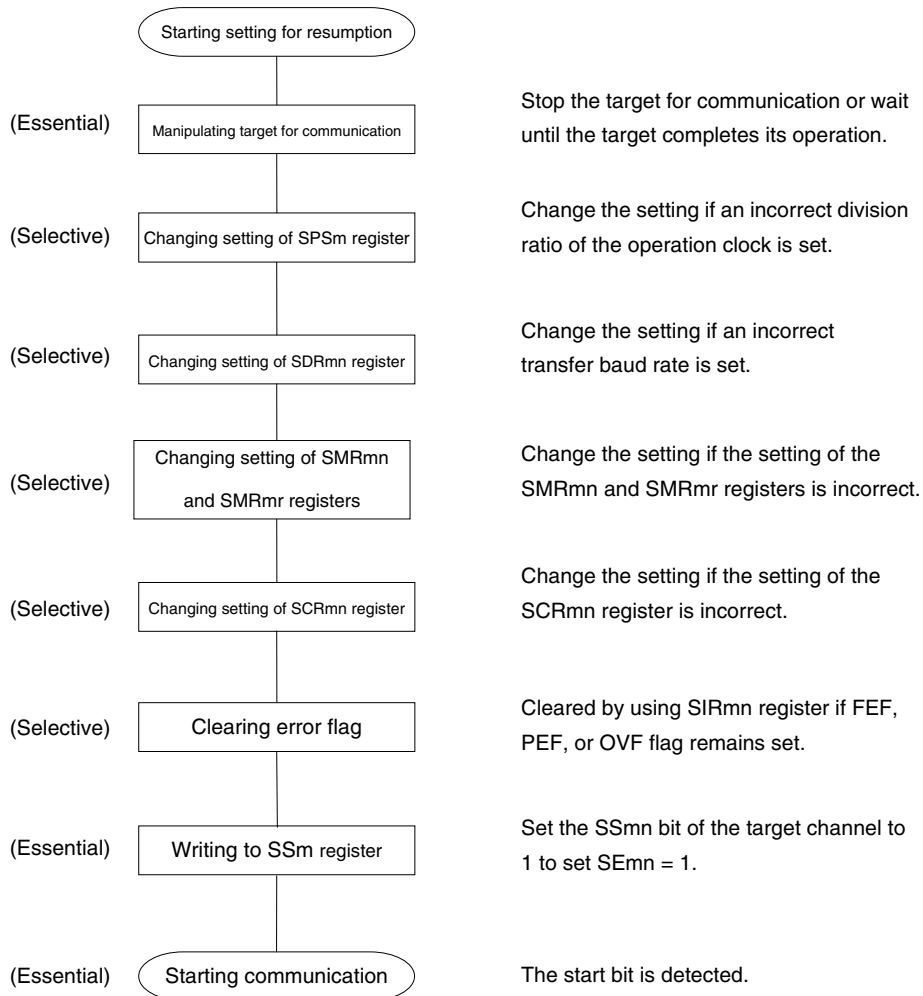 Starting setting for resumption
(Essential)
Manipulating target for communication
Stop the target for communication or wait
until the target completes its operation.
(Selective)
Changing setting of SPSm register
Change the setting if an incorrect division
ratio of the operation clock is set.
(Selective)
Changing setting of SDRmn register
Change the setting if an incorrect
transfer baud rate is set.
(Selective)
Changing setting of SMRmn
and SMRmr registers
Change the setting if the setting of the
SMRmn and SMRmr registers is incorrect.
(Selective)
Changing setting of SCRmn register
Change the setting if the setting of the
SCRmn register is incorrect.
(Selective)
Clearing error flag
Cleared by using SIRmn register if FEF,
PEF, or OVF flag remains set.
(Essential)
Writing to SSm register
Set the SSmn bit of the target channel to
1 to set SEmn = 1.
(Essential)
Starting communication
The start bit is detected.